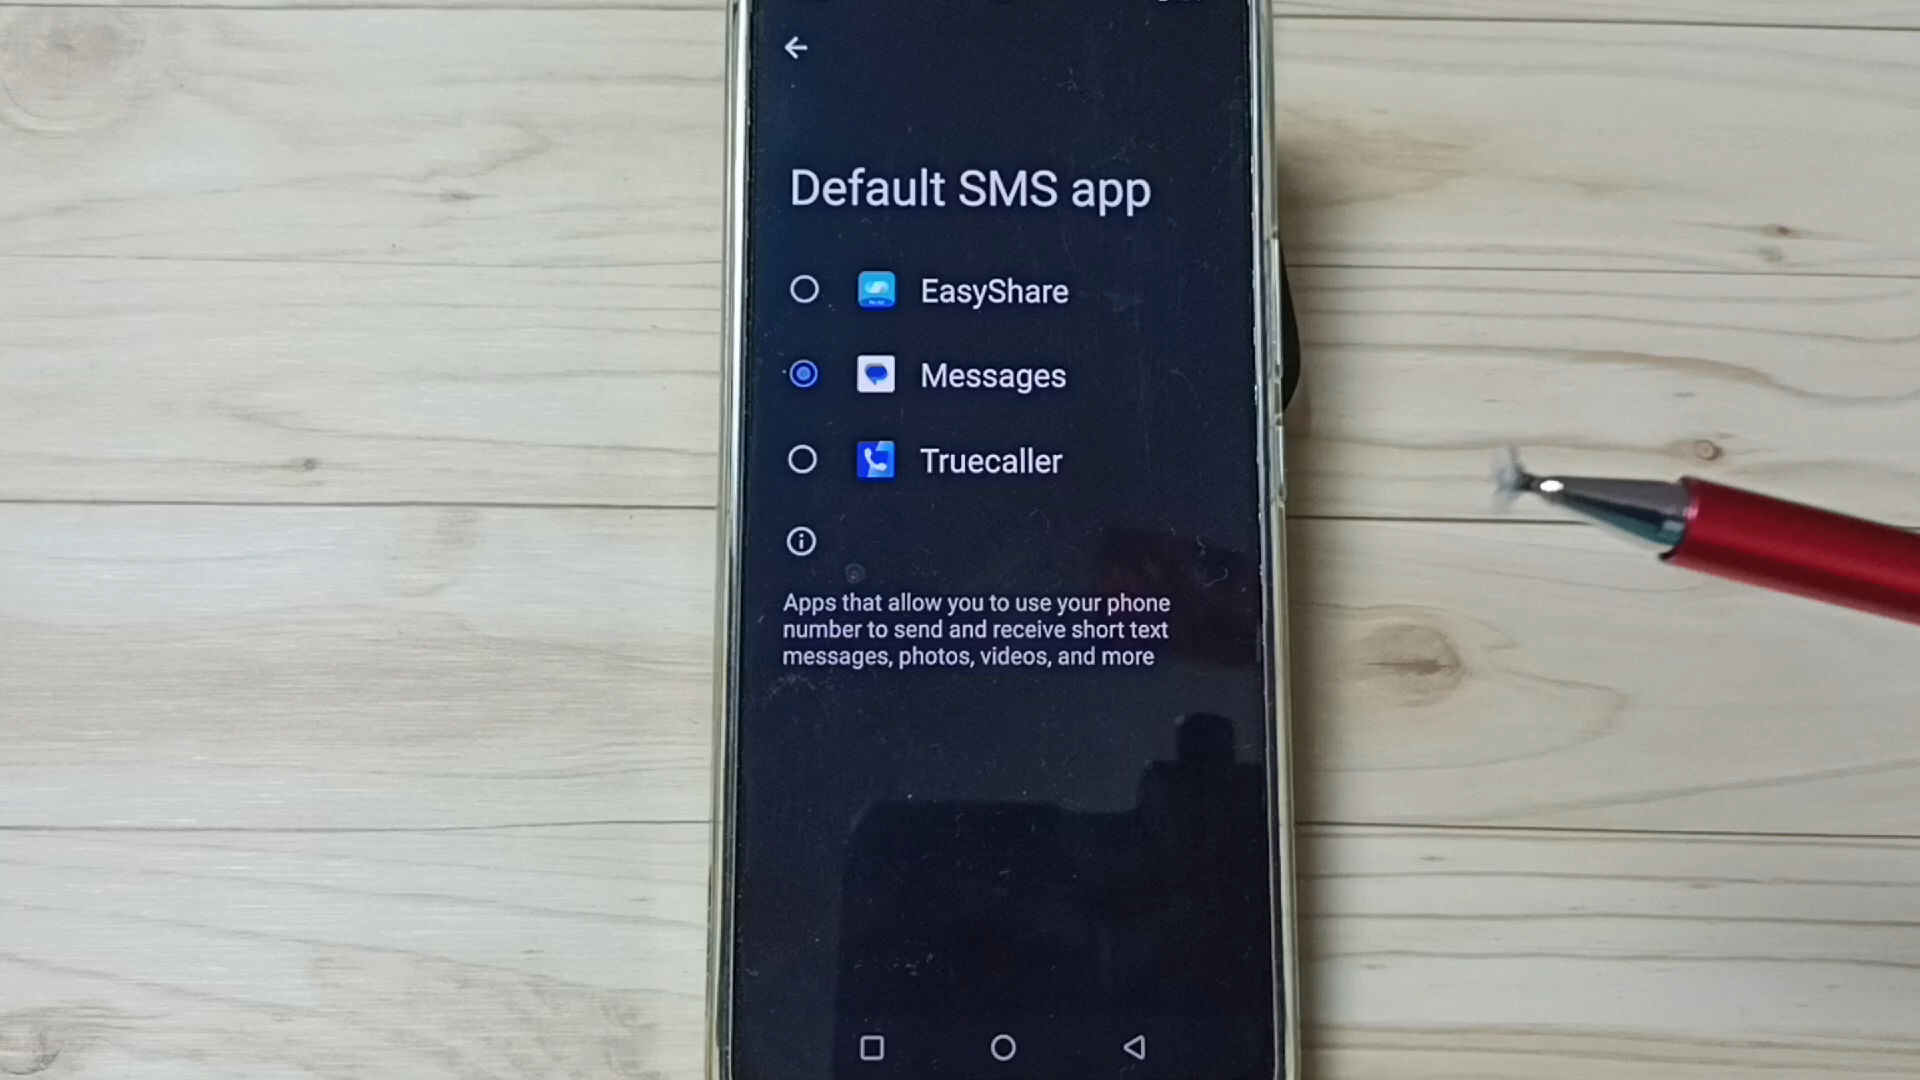 Default SMS app
EasyShare
Messages
Truecaller
Apps that allow you to use your phone
number to send and receive short text
messages, photos, videos, and more